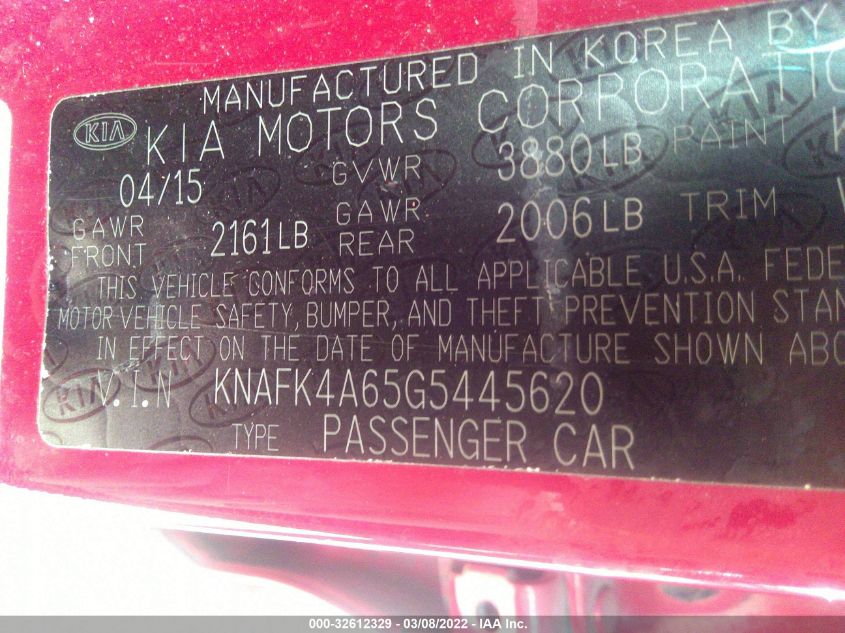 MANUFACTURED IN KOREA BY
KIA KIA MOTORS CORPORATIO
04/15 GVWR 3880LB PAINT K
GAWR FRONT 2161LB GAWR REAR 2006LB TRIM
THIS VEHICLE CONFORMS TO ALL APPLICABLE U.S.A. FEDE
MOTOR VEHICLE SAFETY, BUMPER, AND THEFT PREVENTION STAN
IN EFFECT ON THE DATE OF MANUFACTURE SHOWN ABO
V.I.N KNAFK4A65G5445620
TYPE PASSENGER CAR
000-32612329 - 03/08/2022 - IAA Inc.